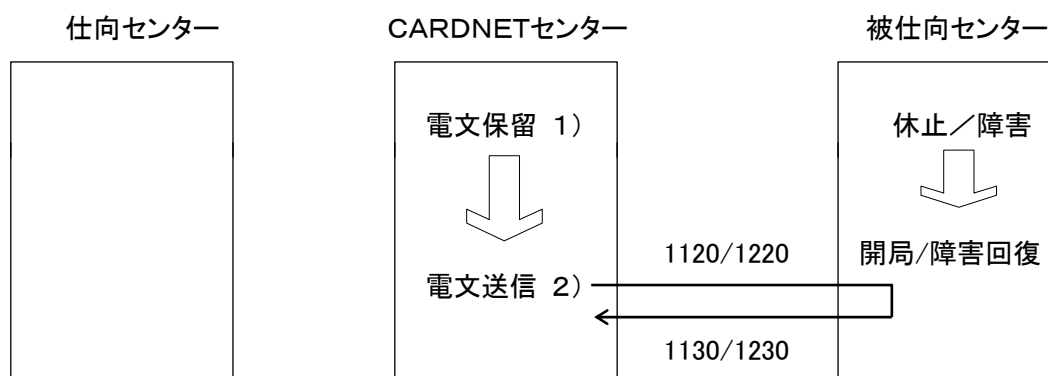 仕向センター
CARDNETセンター
被仕向センター
電文保留 1)
休止/障害
1120/1220
開局/障害回復
電文送信 2)
1130/1230